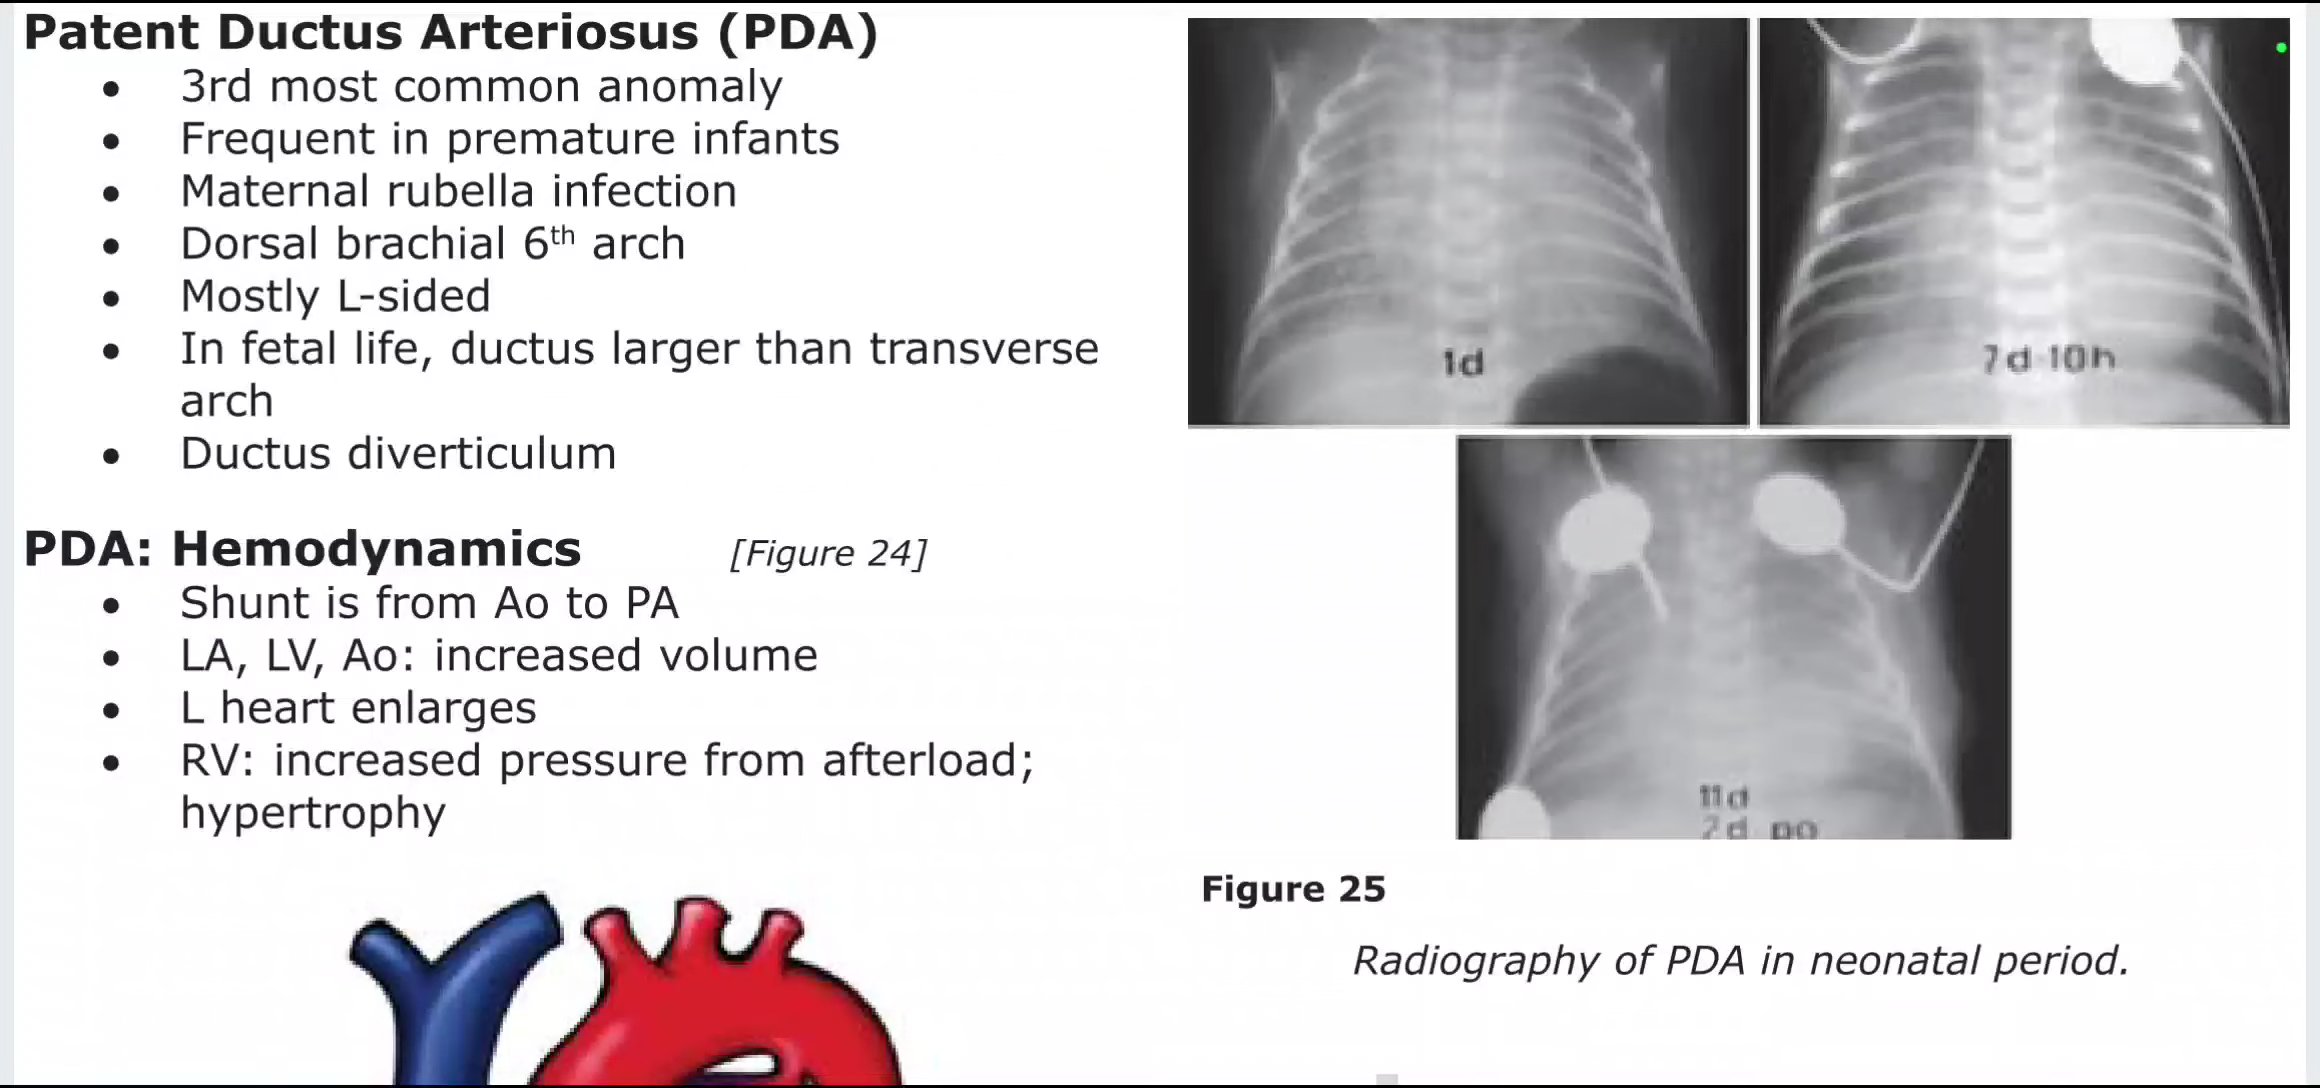 Patent Ductus Arteriosus (PDA)
• 3rd most common anomaly
• Frequent in premature infants
• Maternal rubella infection
• Dorsal brachial 6th arch
• Mostly L-sided
• In fetal life, ductus larger than transverse
arch
• Ductus diverticulum
PDA: Hemodynamics [Figure 24]
• Shunt is from Ao to PA
• LA, LV, Ao: increased volume
• L heart enlarges
• RV: increased pressure from afterload;
hypertrophy
1d
7d 10h
11d
2d po
Figure 25
Radiography of PDA in neonatal period.